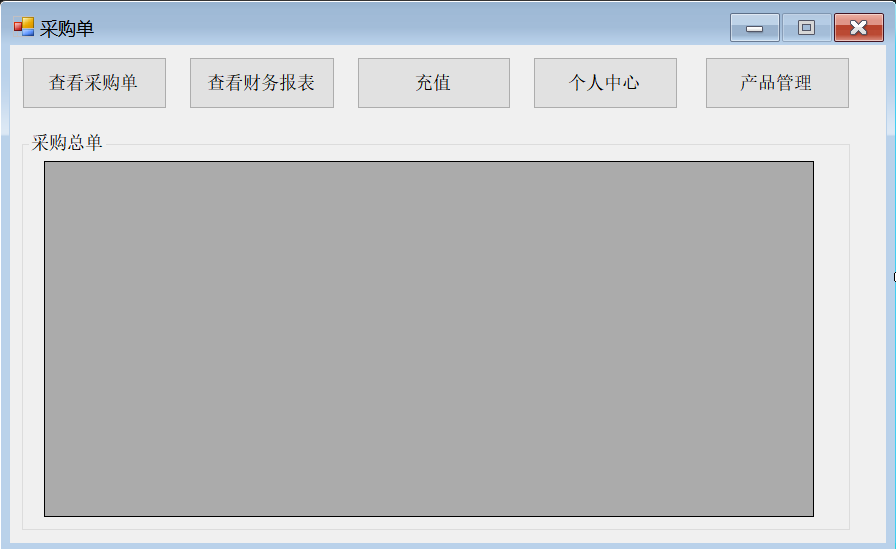 采购单
查看采购单
查看财务报表
充值
个人中心
产品管理
采购总单